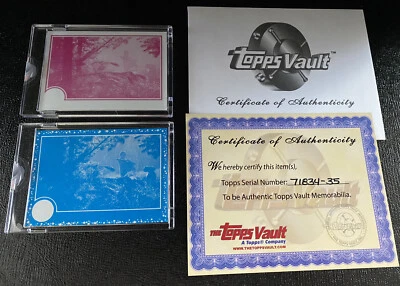 Topps Vault™
Certificate of Authenticity
Certificate of Authenticity
We hereby certify this item(s),
Topps Serial Number: 71834-35
To be Authentic Topps Vault Memorabilia.
THE Topps Vault
A Topps® Company
WWW.THETOPPSVAULT.COM